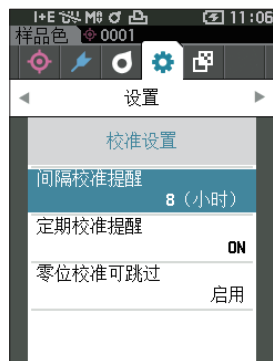 I+E 11:06
样品色 0001
设置
校准设置
间隔校准提醒
8（小时）
定期校准提醒
ON
零位校准可跳过
启用